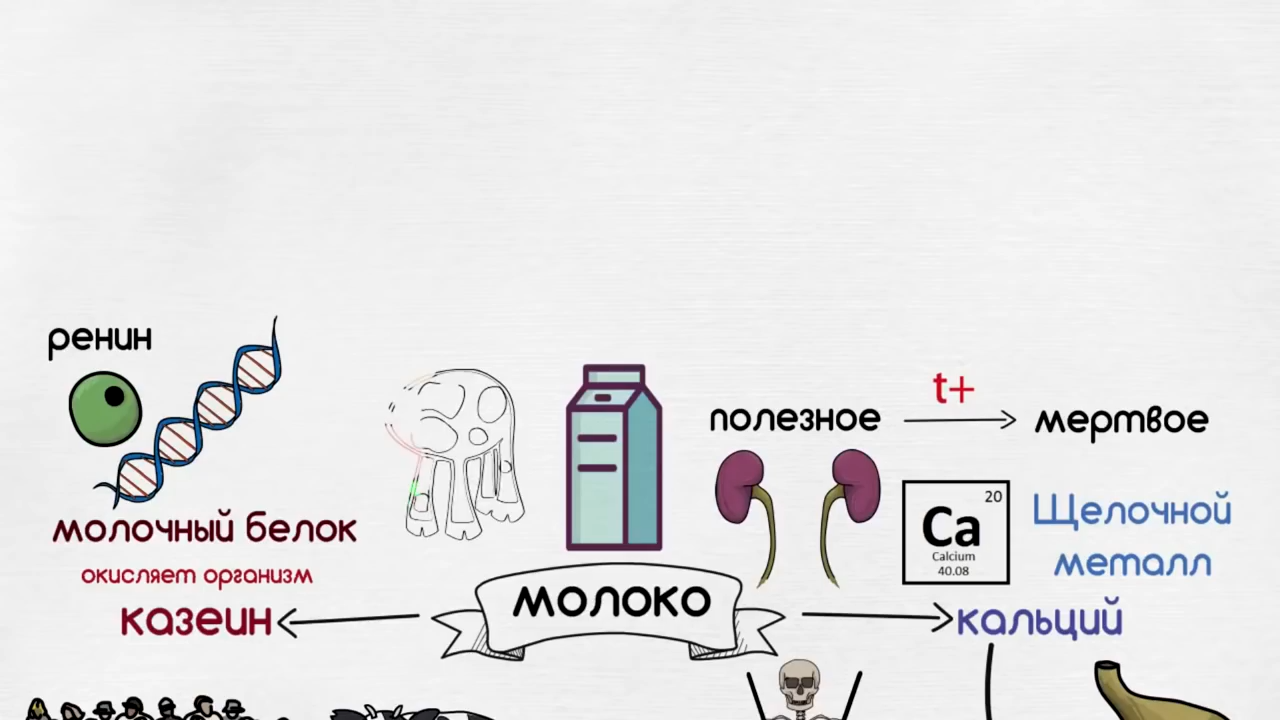 ренин
молочный белок
окисляет организм
казеин
молоко
полезное
t+
мертвое
20
Ca
Calcium
40.08
Щелочной
металл
кальций